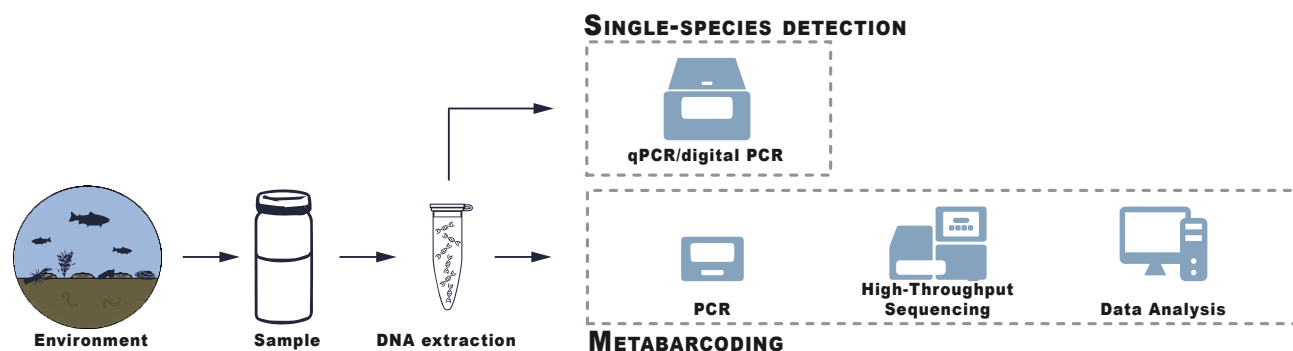 SINGLE-SPECIES DETECTION
qPCR/digital PCR
Environment
Sample
DNA extraction
PCR
High-Throughput
Sequencing
Data Analysis
METABARCODING